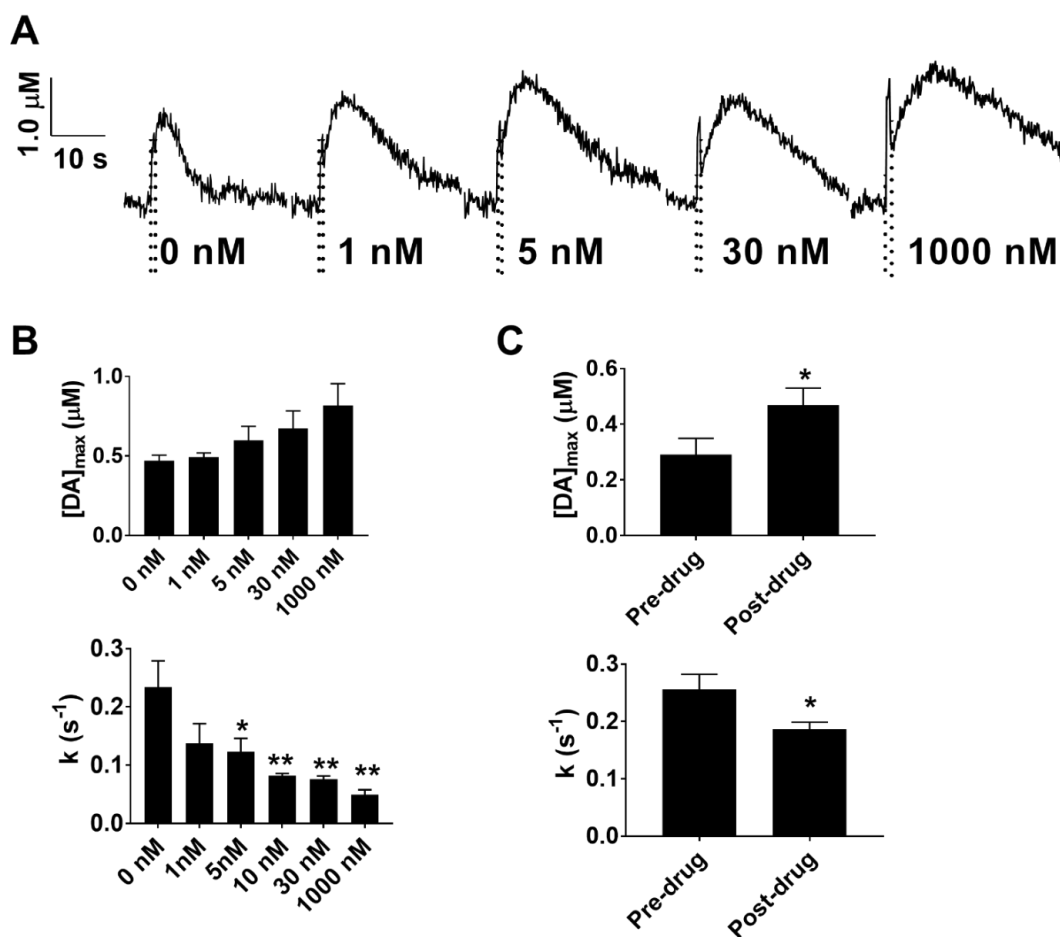 A
1.0 μM
10 s
0 nM
1 nM
5 nM
30 nM
1000 nM
B
[DA]max (μM)
1.0
0.5
0.0
0 nM
1 nM
5 nM
30 nM
1000 nM
k (s-1)
0.3
0.2
0.1
0.0
*
**
**
**
0 nM
1nM
5nM
10 nM
30 nM
1000 nM
C
[DA]max (μM)
0.6
0.4
0.2
0.0
*
Pre-drug
Post-drug
k (s-1)
0.3
0.2
0.1
0.0
*
Pre-drug
Post-drug